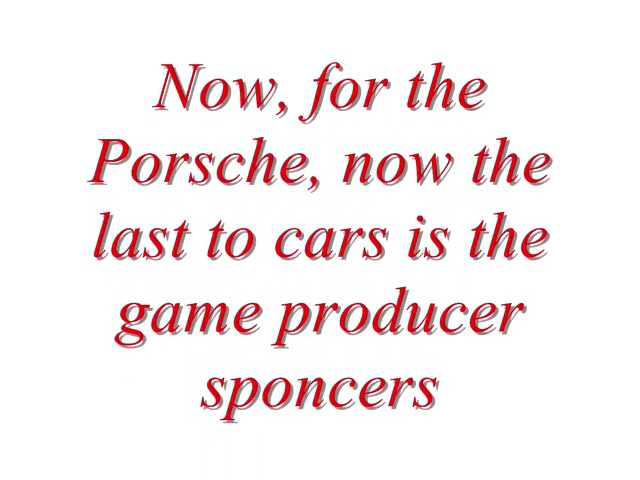 Now, for the
Porsche, now the
last to cars is the
game producer
sponcers